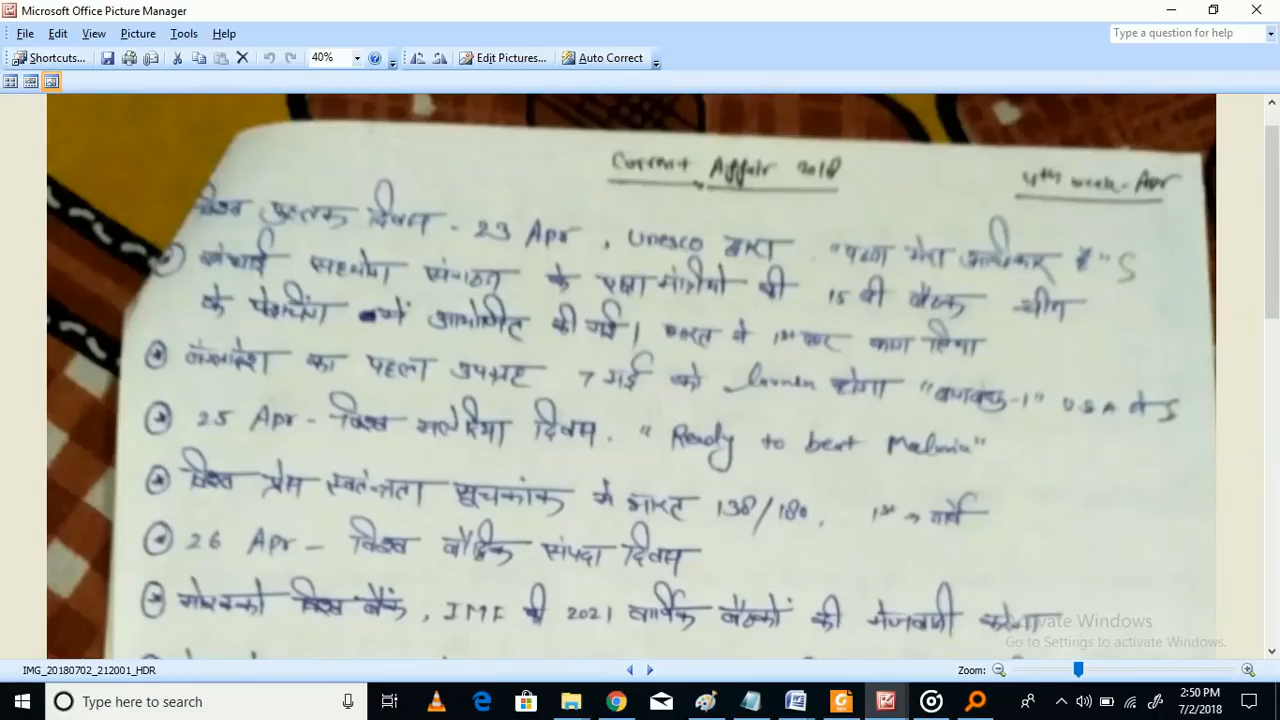 Microsoft Office Picture Manager
File Edit View Picture Tools Help
Type a question for help
Shortcuts... 40% Edit Pictures... Auto Correct
Current Affair 2018
4th week - Apr
विश्व पुस्तक दिवस - 23 Apr, Unesco द्वारा "पढ़ना मेरा अधिकार " S
शंघाई सहयोग संगठन के रक्षा मंत्रीयो की 15 वी बैठक चीन
के पेइचिंग में आयोजित की गई। भारत ने 1st बार भाग लिया
बंग्लादेश का पहला उपग्रह 7 मई को होगा "बंगबंधु-1" USA से
25 Apr - विश्व मलेरिया दिवस. "Ready to beat Malaria"
विश्व प्रेस स्वतंत्रता सूचकांक मे भारत 138/180, 1st → नार्वे
26 Apr - विश्व बौद्धिक संपदा दिवस
मोरक्को विश्व बैंक, IMF की 2021 वार्षिक बैठकों की मेजबानी करेगा
Activate Windows
Go to Settings to activate Windows.
IMG_20180702_212001_HDR
Zoom:
Type here to search
2:50 PM
7/2/2018